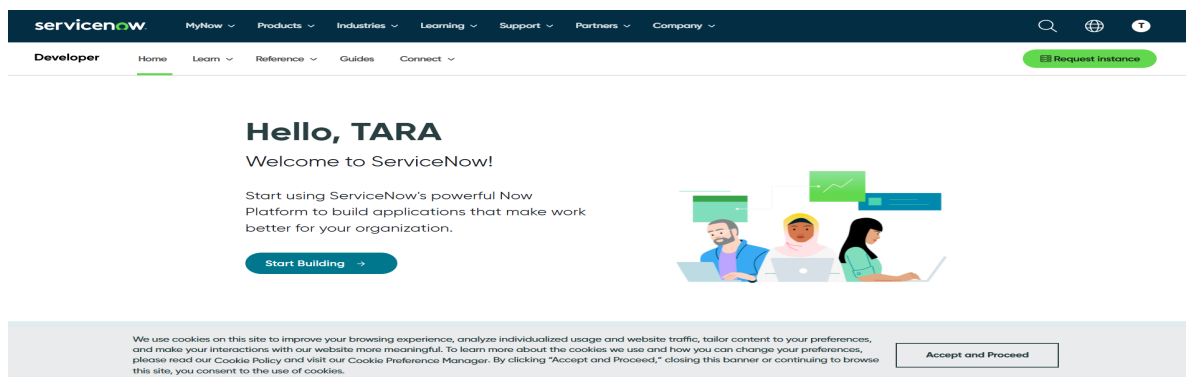 servicenow. MyNow Products Industries Learning Support Partners Company T
Developer Home Learn Reference Guides Connect Request instance
Hello, TARA
Welcome to ServiceNow!
Start using ServiceNow's powerful Now
Platform to build applications that make work
better for your organization.
Start Building →
We use cookies on this site to improve your browsing experience, analyze individualized usage and website traffic, tailor content to your preferences,
and make your interactions with our website more meaningful. To learn more about the cookies we use and how you can change your preferences,
please read our Cookie Policy and visit our Cookie Preference Manager. By clicking "Accept and Proceed," closing this banner or continuing to browse
this site, you consent to the use of cookies.
Accept and Proceed